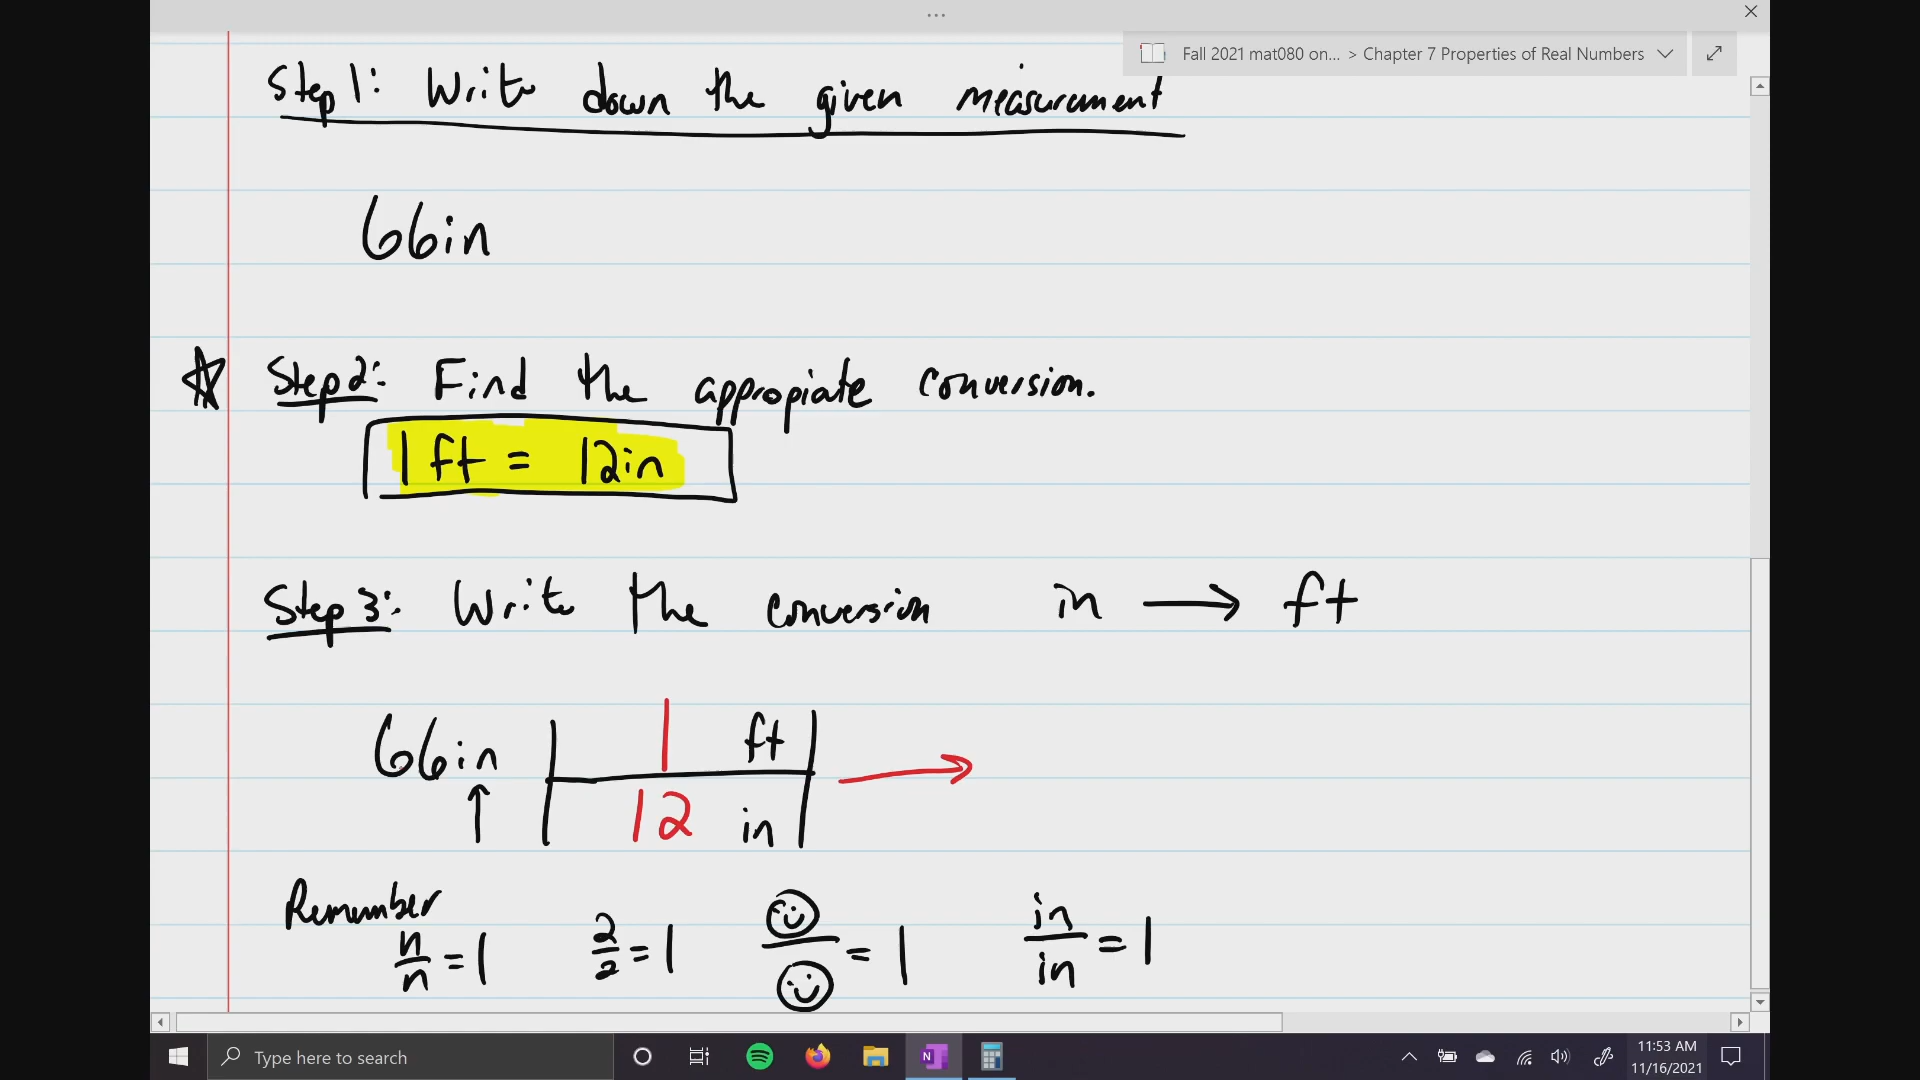 ...
Fall 2021 mat080 on... > Chapter 7 Properties of Real Numbers
Step 1: Write down the given measurement
66in
Step 2: Find the appropiate conversion.
1 ft = 12in
Step 3: Write the conversion in → ft
66in 1 ft
12 in
Remember
n/n = 1 2/2 = 1 ☺/☺ = 1 in/in = 1
Type here to search
N
11:53 AM
11/16/2021